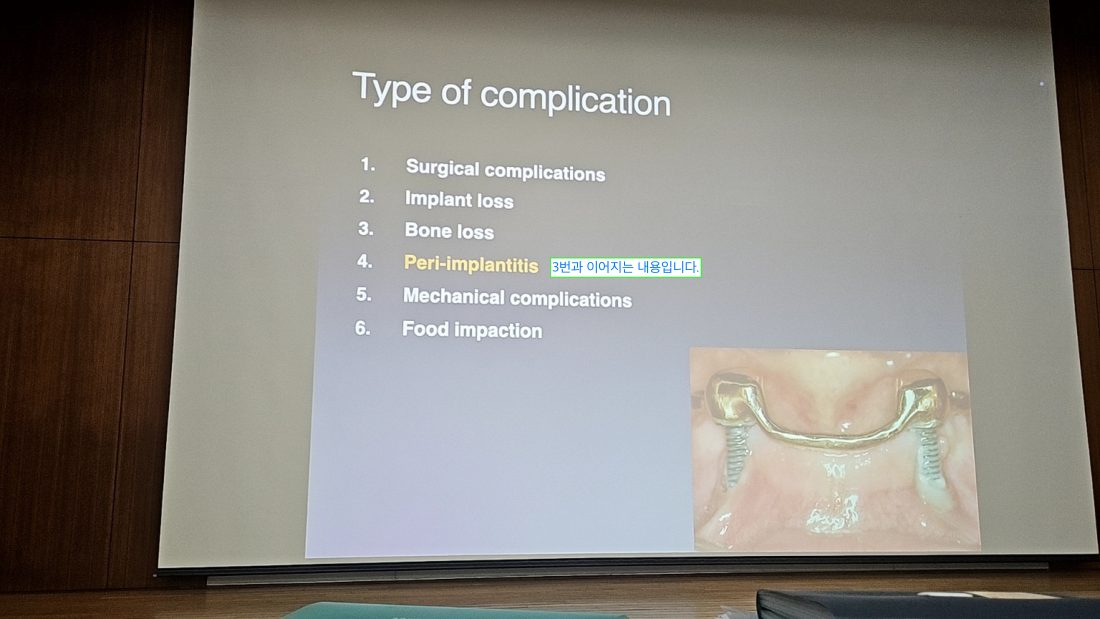 Type of complication
1. Surgical complications
2. Implant loss
3. Bone loss
4. Peri-implantitis 3번과 이어지는 내용입니다.
5. Mechanical complications
6. Food impaction